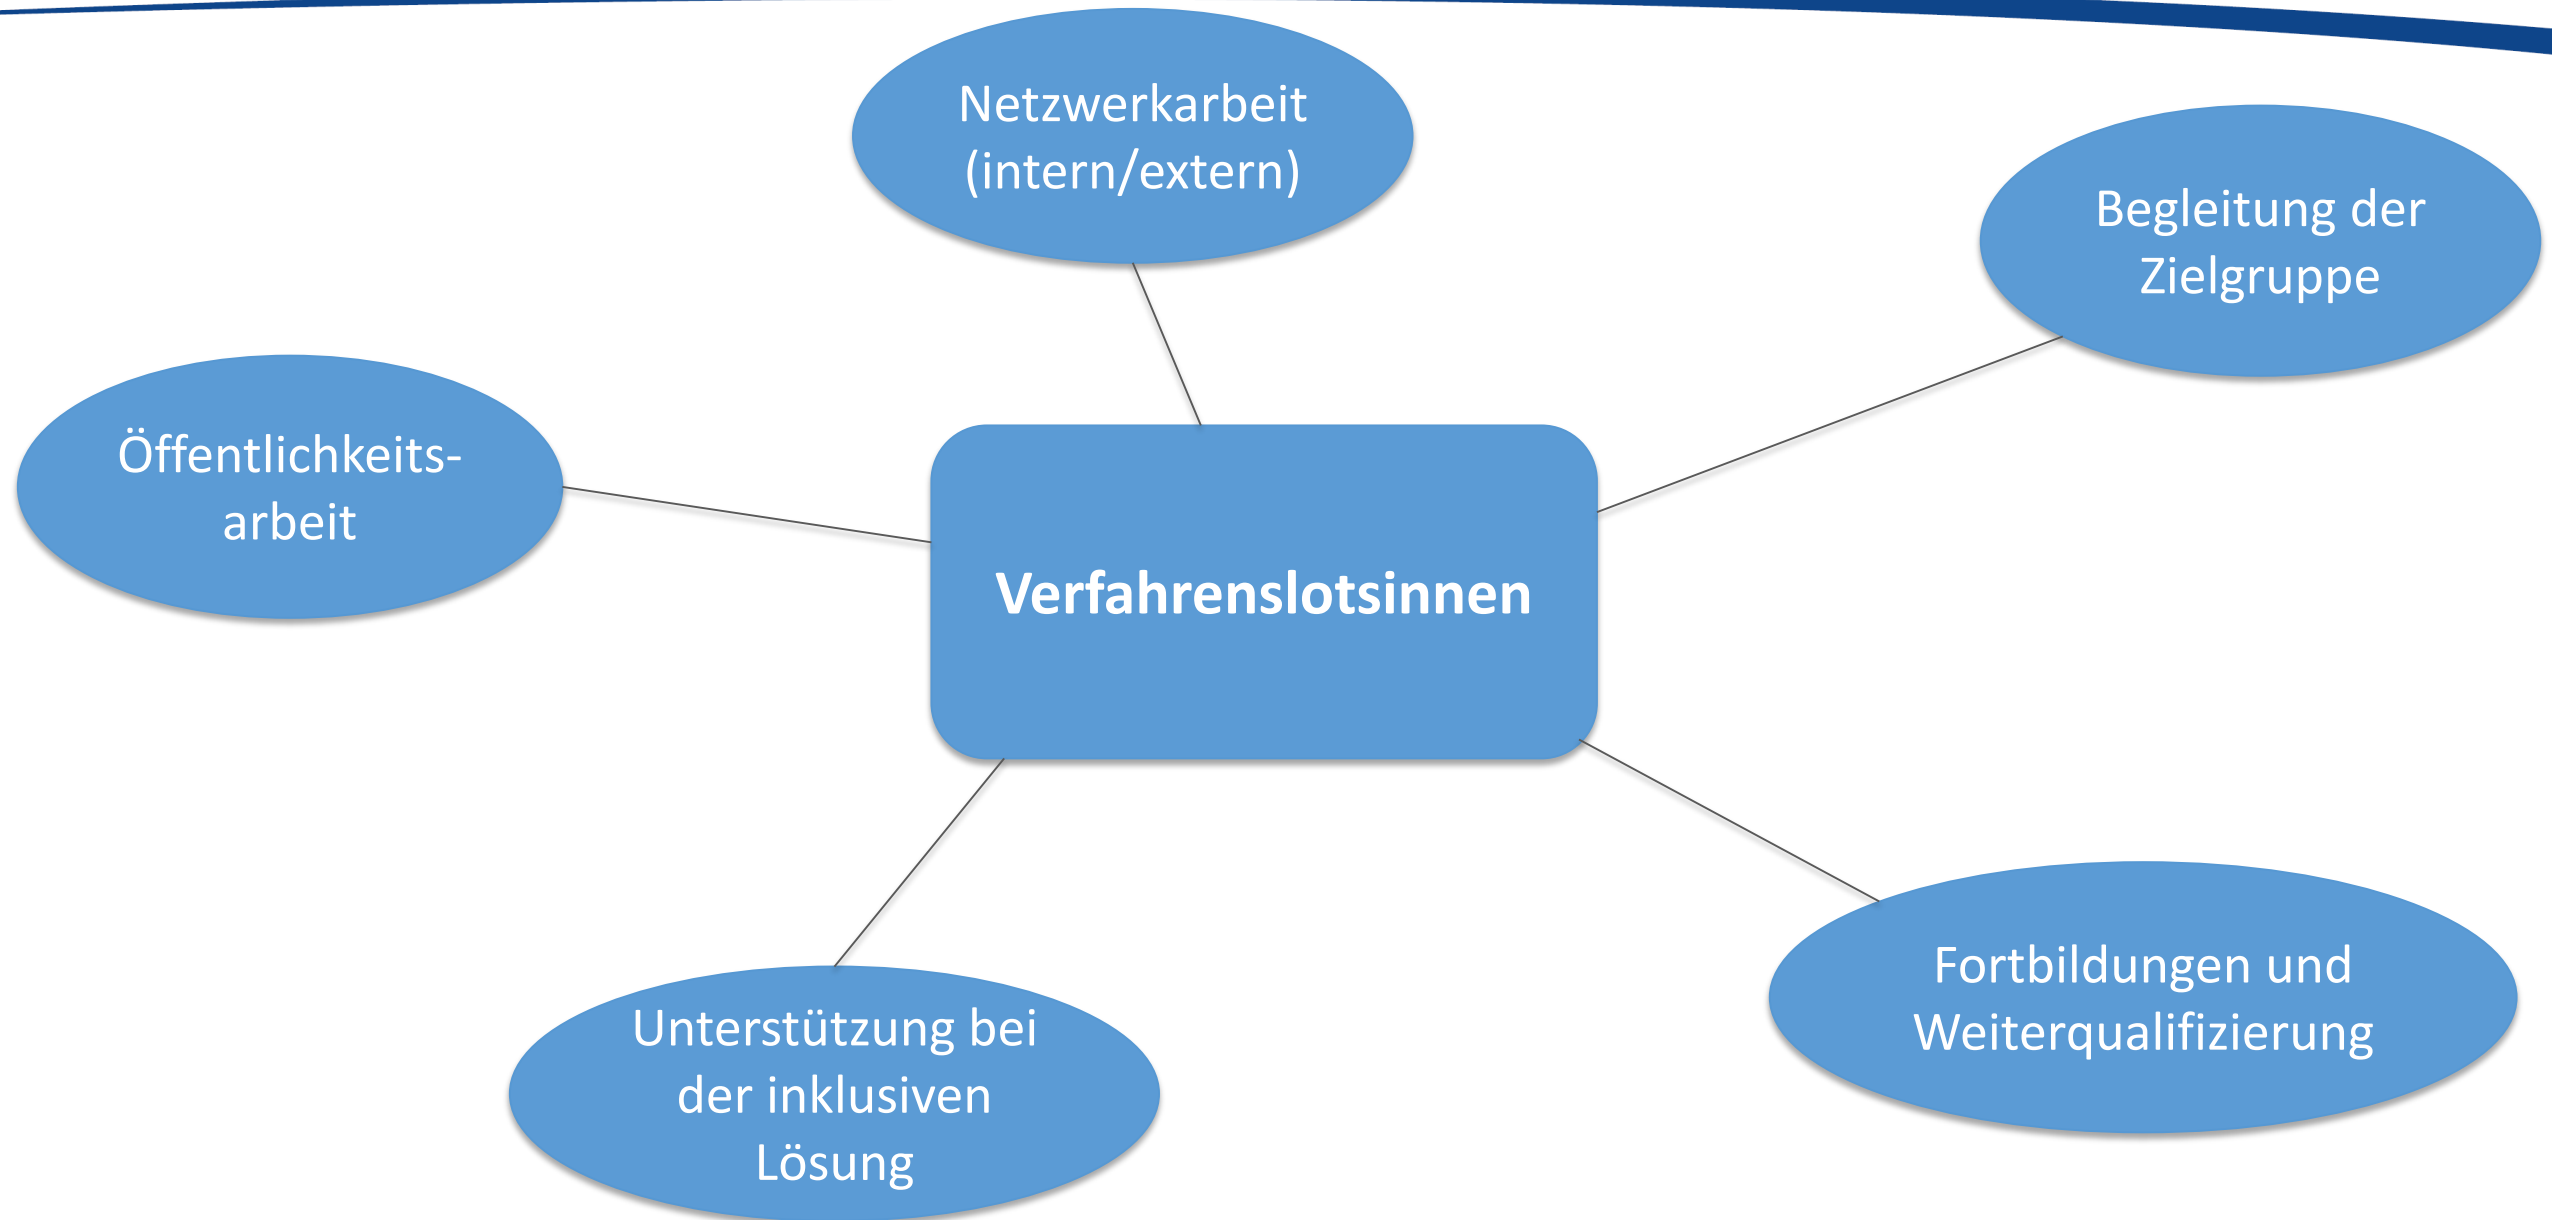 Netzwerkarbeit
(intern/extern)
Begleitung der
Zielgruppe
Öffentlichkeits-
arbeit
Verfahrenslotsinnen
Fortbildungen und
Weiterqualifizierung
Unterstützung bei
der inklusiven
Lösung